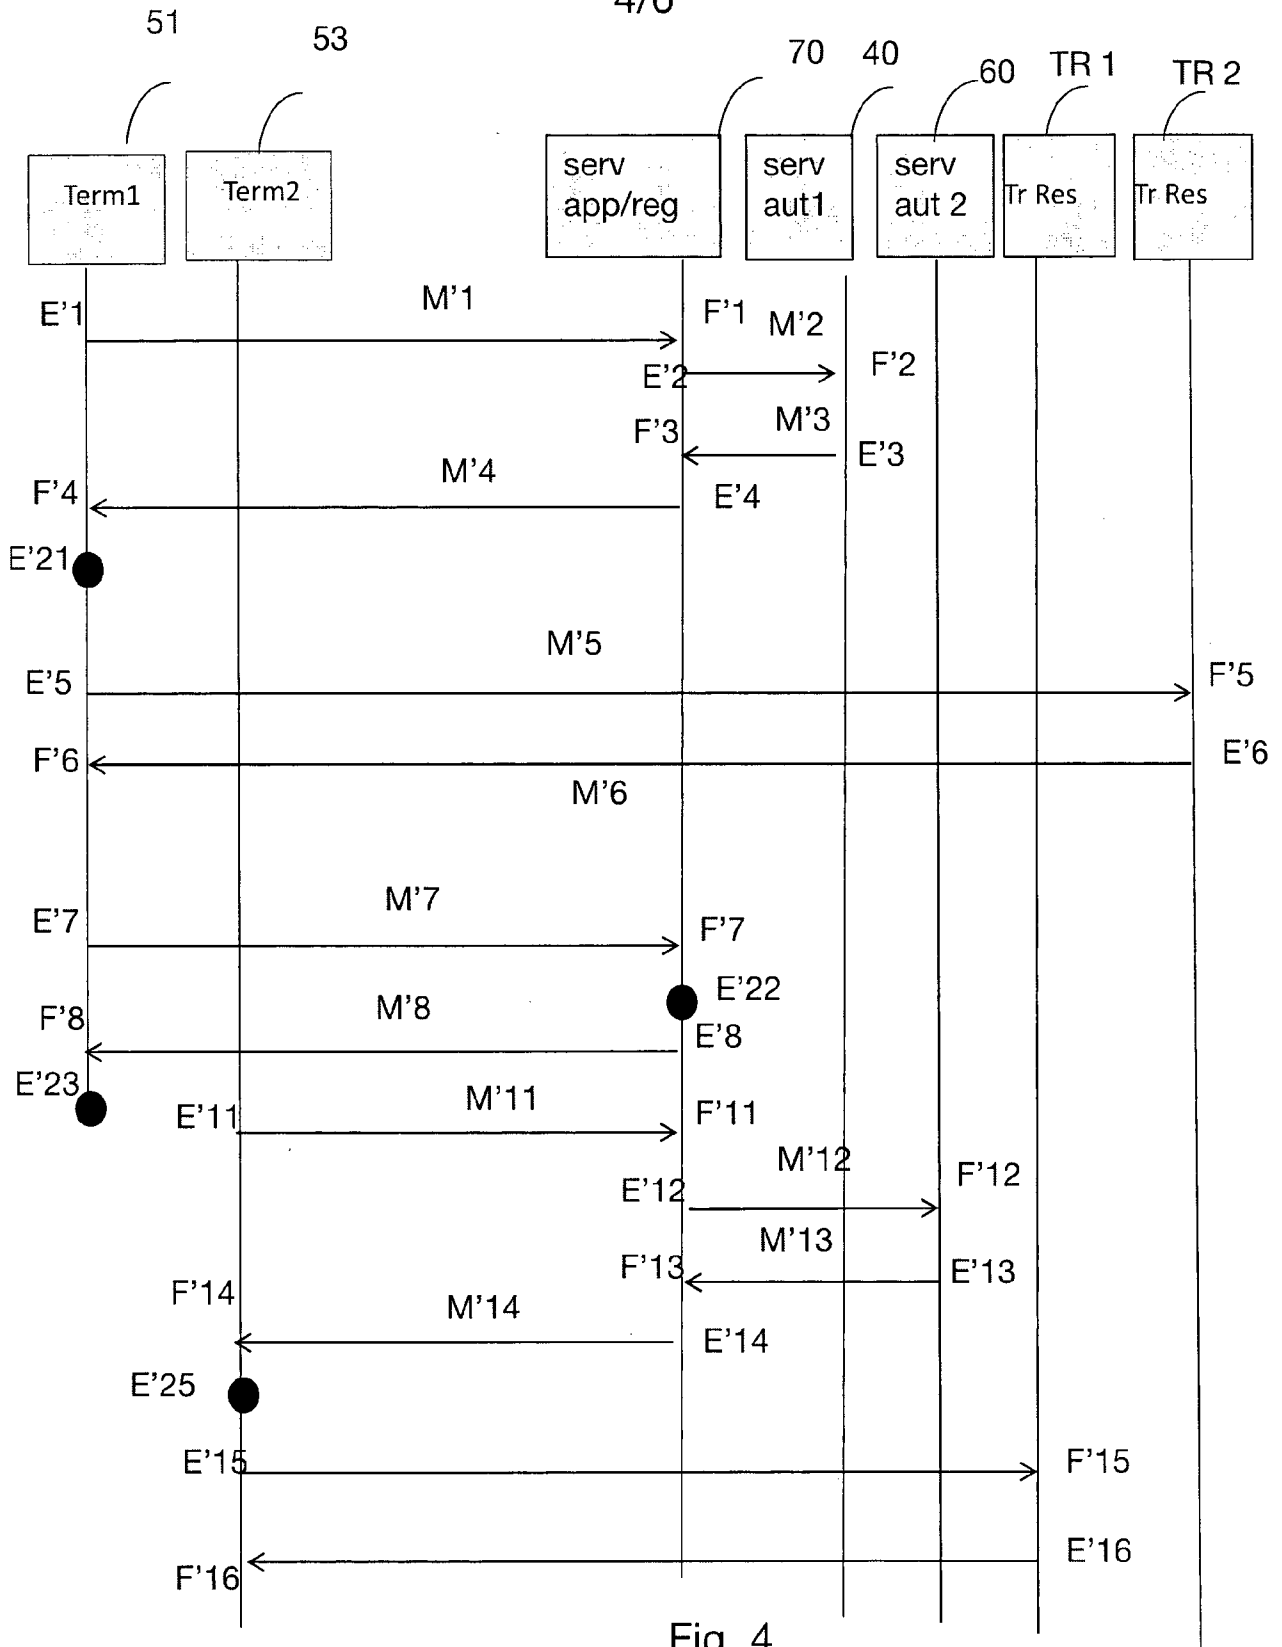 4/6
51
53
70
40
60
TR 1
TR 2
Term1
Term2
serv
app/reg
serv
aut1
serv
aut 2
Tr Res
Tr Res
E'1
M'1
F'1
M'2
E'2
F'2
F'3
M'3
E'3
F'4
M'4
E'4
E'21
M'5
E'5
F'5
F'6
E'6
M'6
M'7
E'7
F'7
E'22
M'8
F'8
E'8
E'23
M'11
E'11
F'11
M'12
E'12
F'12
M'13
F'13
E'13
F'14
M'14
E'14
E'25
E'15
F'15
E'16
F'16
Fig. 4